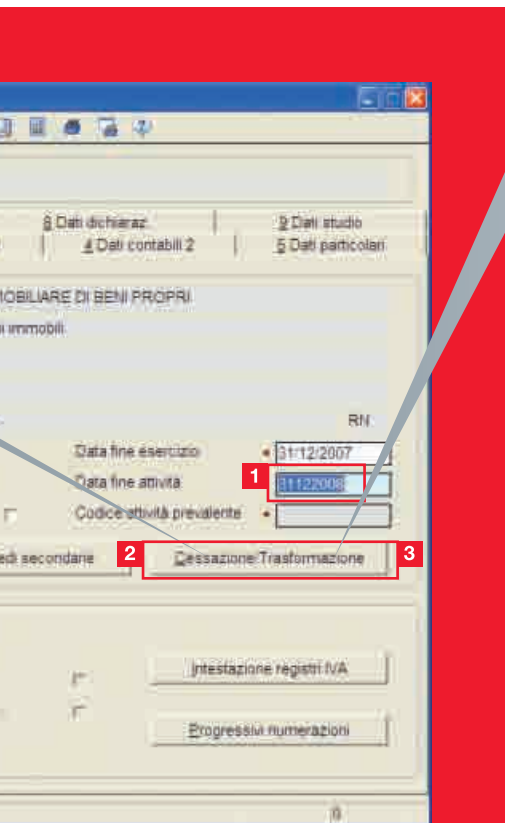 8 Dati dichiaraz. 9 Dati studio
4 Dati contabili 2 5 Dati particolari
MOBILIARE DI BENI PROPRI
i immobili
RN
Data fine esercizio 31/12/2007
1
Data fine attività 31122008
Codice attività prevalente
edi secondarie 2 Cessazione/Trasformazione 3
Intestazione registri IVA
Progressivi numerazioni
0